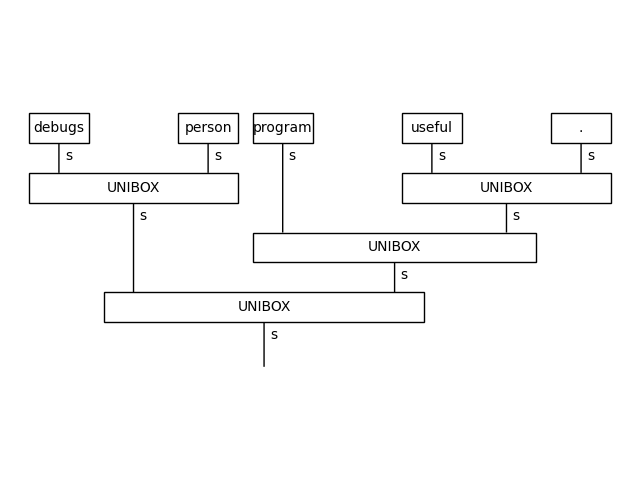 debugs person program useful .
s s s s s
UNIBOX UNIBOX
s s
UNIBOX
s
UNIBOX
s